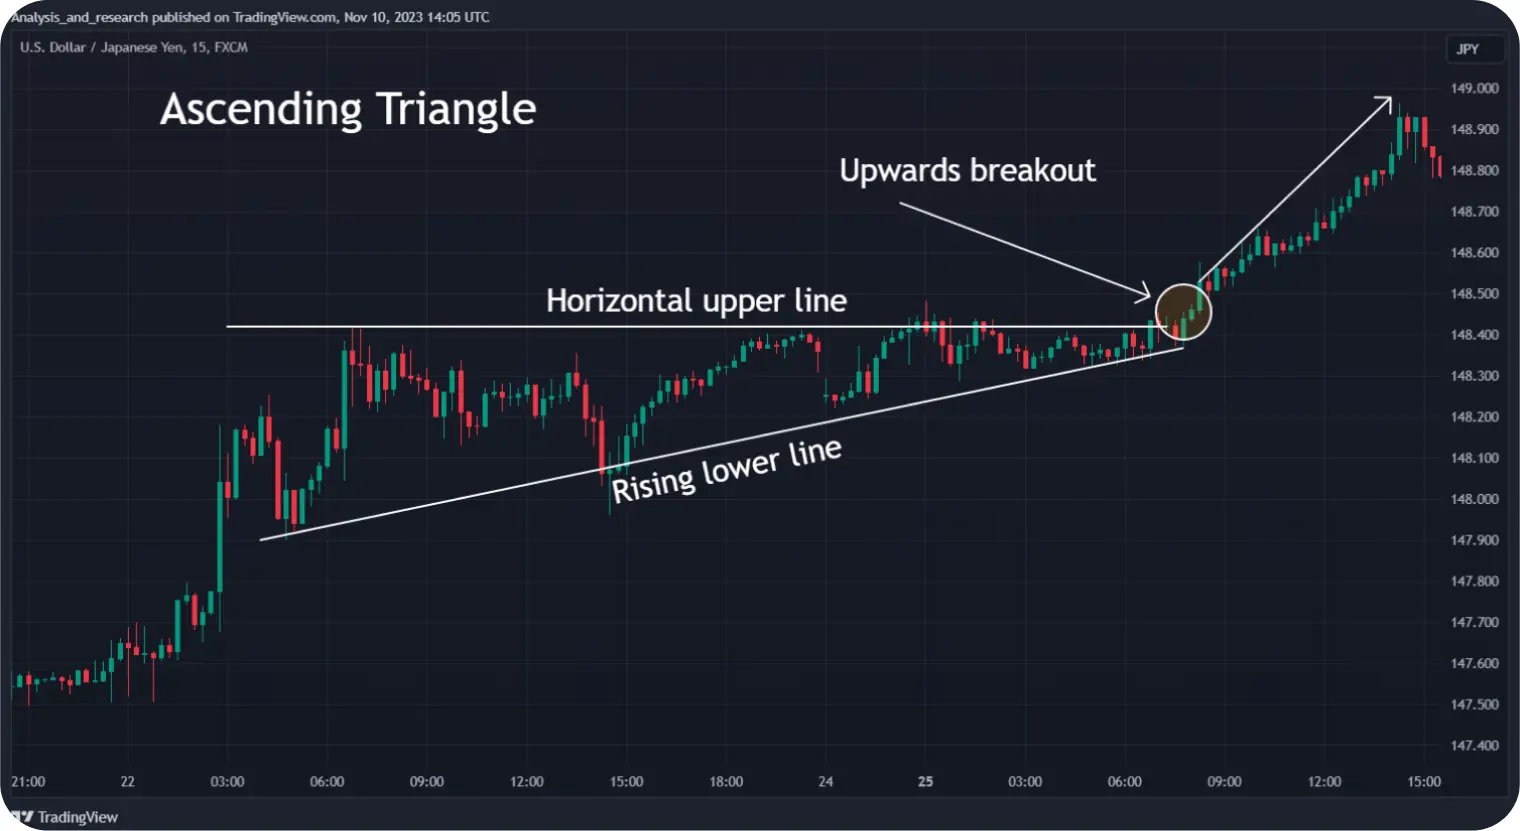 Analysis_and_research published on TradingView.com, Nov 10, 2023 14:05 UTC
U.S. Dollar / Japanese Yen, 15, FXCM
JPY
Ascending Triangle
Upwards breakout
Horizontal upper line
Rising lower line
149.000
148.900
148.800
148.700
148.600
148.500
148.400
148.300
148.200
148.100
148.000
147.900
147.800
147.700
147.600
147.500
147.400
21:00 22 03:00 06:00 09:00 12:00 15:00 18:00 24 25 03:00 06:00 09:00 12:00 15:00
TradingView